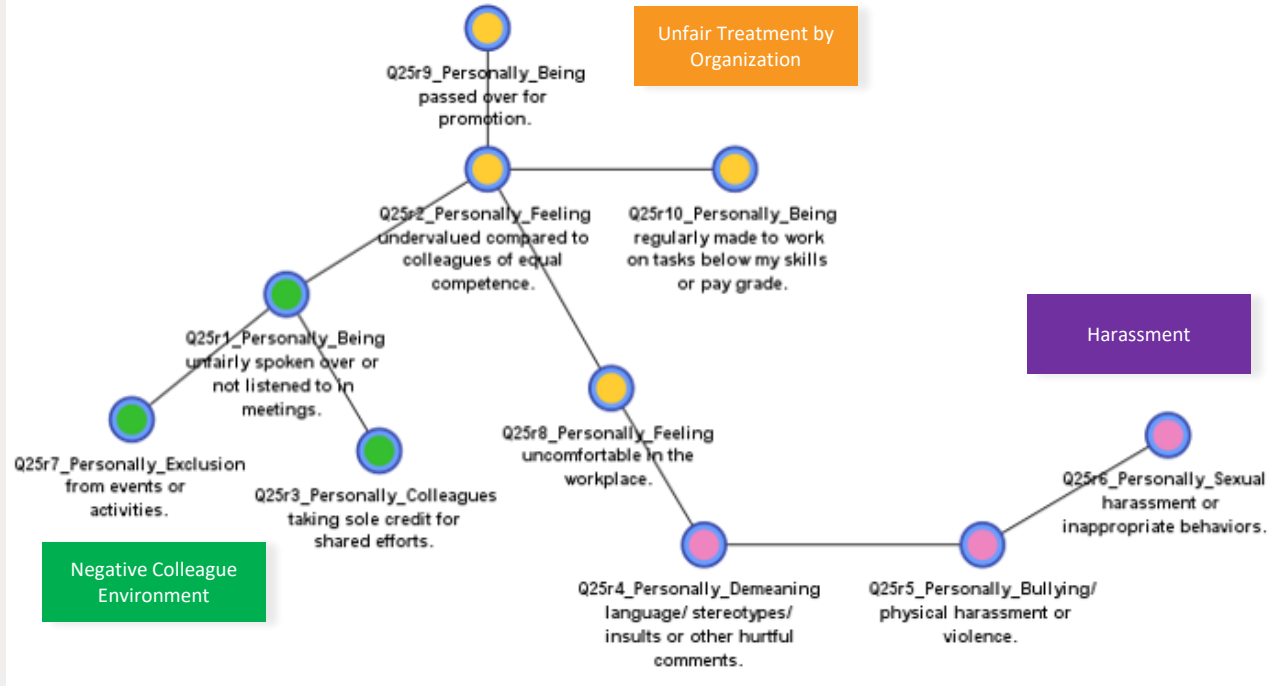 Unfair Treatment by
Organization
Q25r9_Personally_Being
passed over for
promotion.
Q25r2_Personally_Feeling
undervalued compared to
colleagues of equal
competence.
Q25r10_Personally_Being
regularly made to work
on tasks below my skills
or pay grade.
Harassment
Q25r1_Personally_Being
unfairly spoken over or
not listened to in
meetings.
Q25r8_Personally_Feeling
uncomfortable in the
workplace.
Q25r7_Personally_Exclusion
from events or
activities.
Q25r3_Personally_Colleagues
taking sole credit for
shared efforts.
Q25r6_Personally_Sexual
harassment or
inappropriate behaviors.
Negative Colleague
Environment
Q25r4_Personally_Demeaning
language/ stereotypes/
insults or other hurtful
comments.
Q25r5_Personally_Bullying/
physical harassment or
violence.